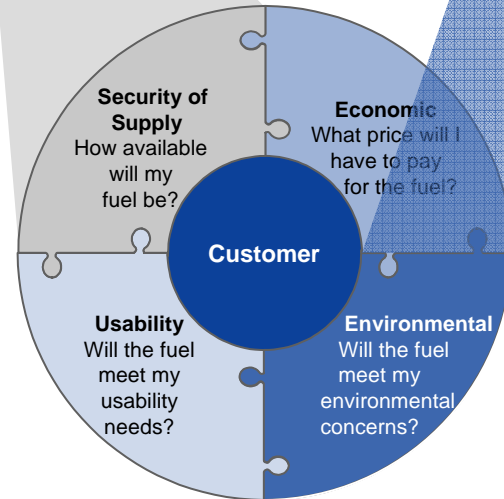 Security of
Supply
How available
will my
fuel be?
Economic
What price will I
have to pay
for the fuel?
Customer
Usability
Will the fuel
meet my
usability
needs?
Environmental
Will the fuel
meet my
environmental
concerns?